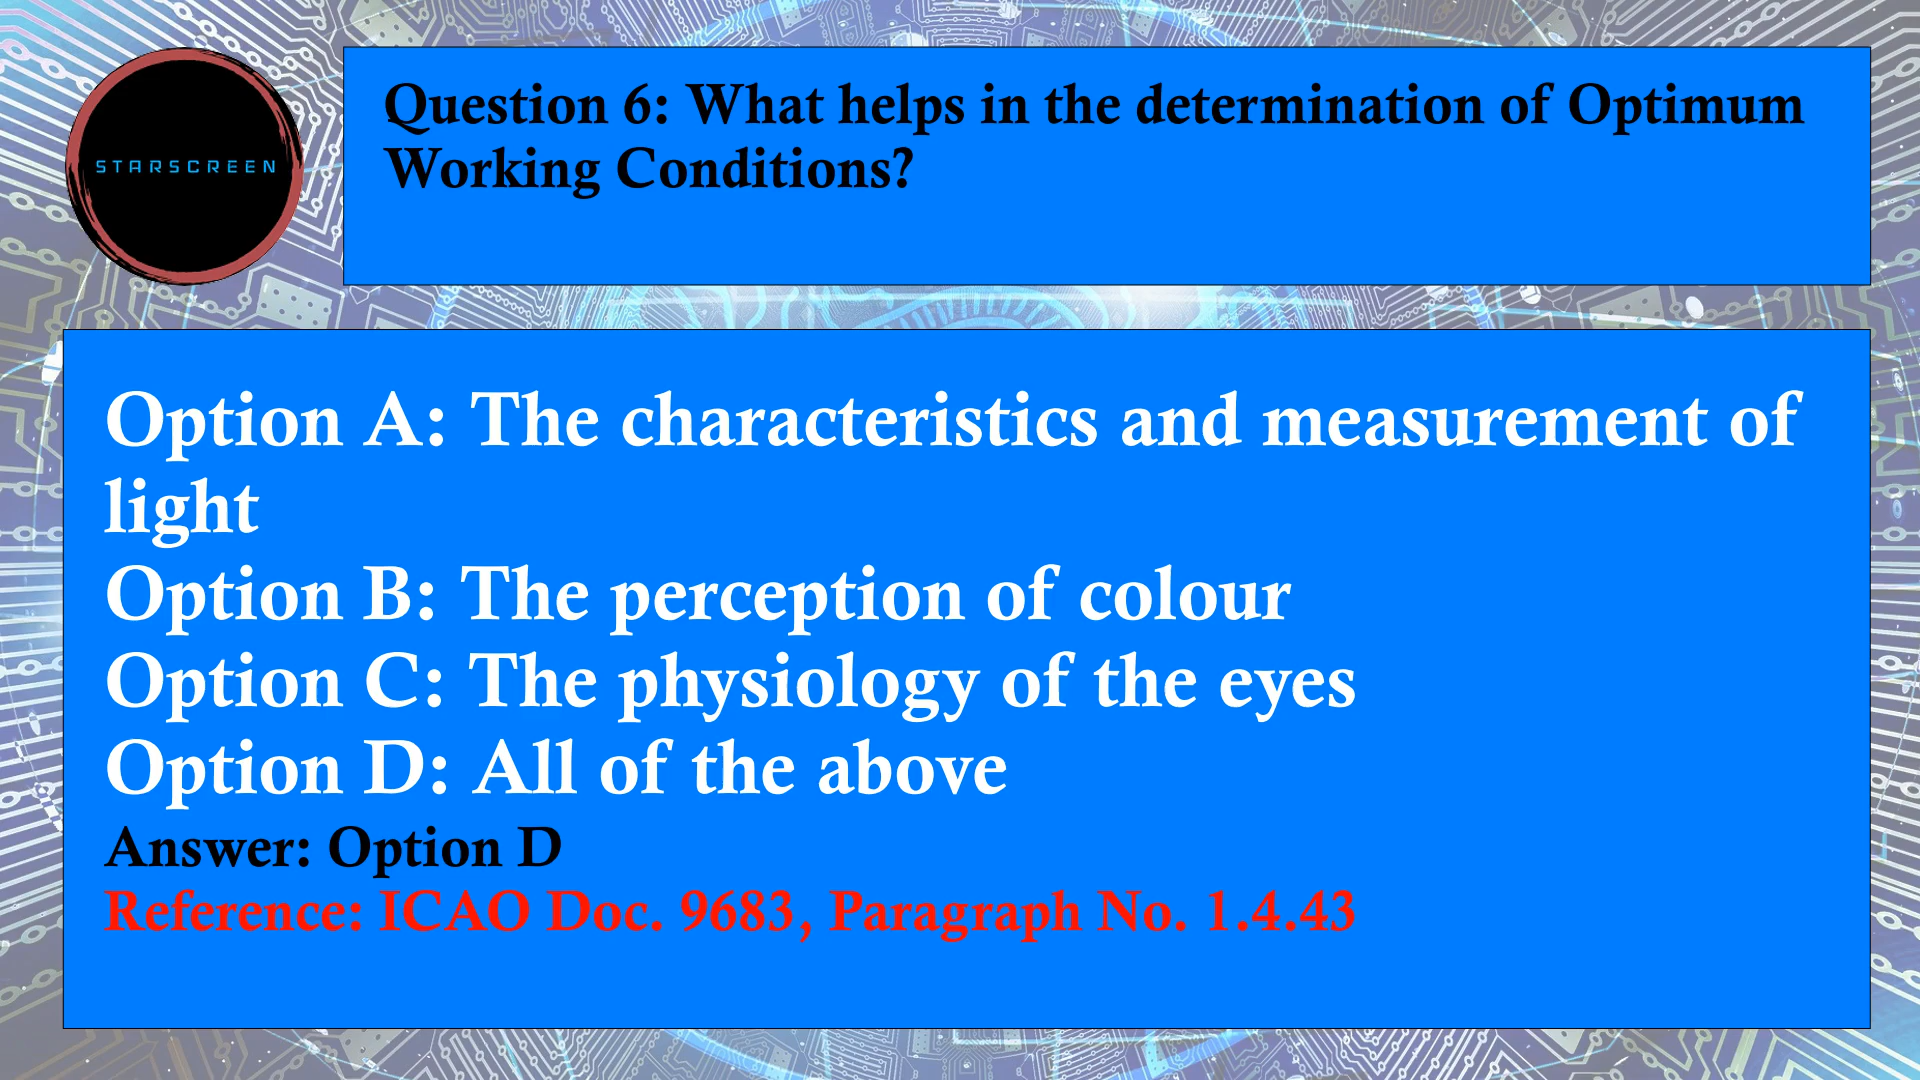 STARSCREEN
Question 6: What helps in the determination of Optimum
Working Conditions?
Option A: The characteristics and measurement of
light
Option B: The perception of colour
Option C: The physiology of the eyes
Option D: All of the above
Answer: Option D
Reference: ICAO Doc. 9683, Paragraph No. 1.4.43